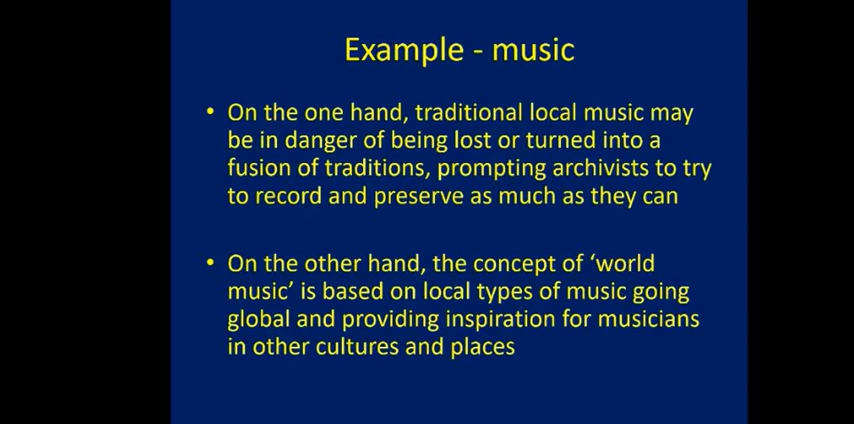 Example - music
• On the one hand, traditional local music may
be in danger of being lost or turned into a
fusion of traditions, prompting archivists to try
to record and preserve as much as they can
• On the other hand, the concept of ‘world
music’ is based on local types of music going
global and providing inspiration for musicians
in other cultures and places